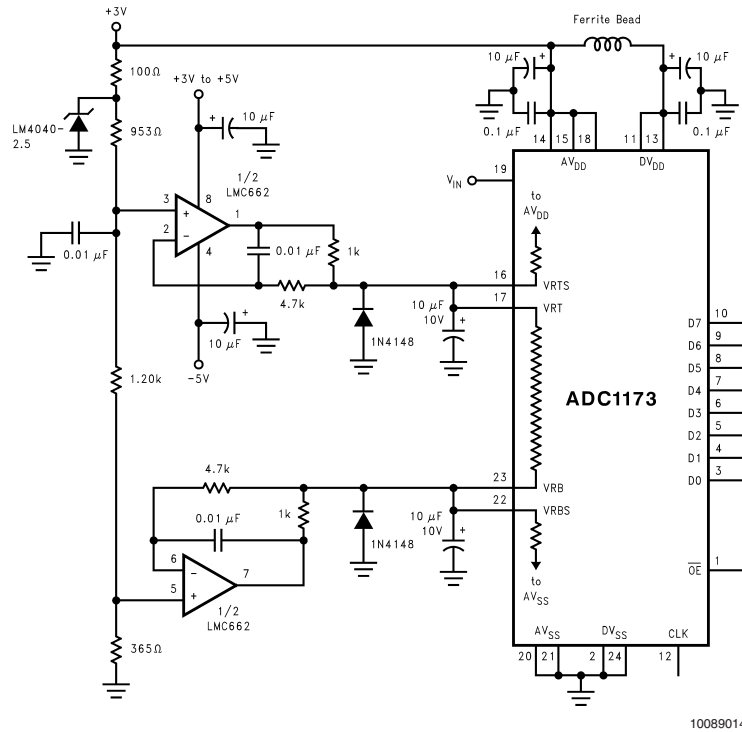 +3V
Ferrite Bead
100Ω
+3V to +5V
10 μF
10 μF
10 μF
LM4040-
2.5
953Ω
0.1 μF
0.1 μF
14 15 18 11 13
AVDD DVDD
1/2
LMC662
VIN 19
3 + 8 1
2 - 4
to
AVDD
0.01 μF
0.01 μF
1k
4.7k
16 VRTS
17 VRT
10 μF
10V
10 μF
1N4148
-5V
1.20k
ADC1173
D7 10
D6 9
D5 8
D4 7
D3 6
D2 5
D1 4
D0 3
4.7k
23 VRB
22 VRBS
1k
0.01 μF
10 μF
10V
1N4148
6 - 7
5 +
1/2
LMC662
to
AVSS
OE 1
365Ω
AVSS DVSS CLK
20 21 2 24 12
10089014